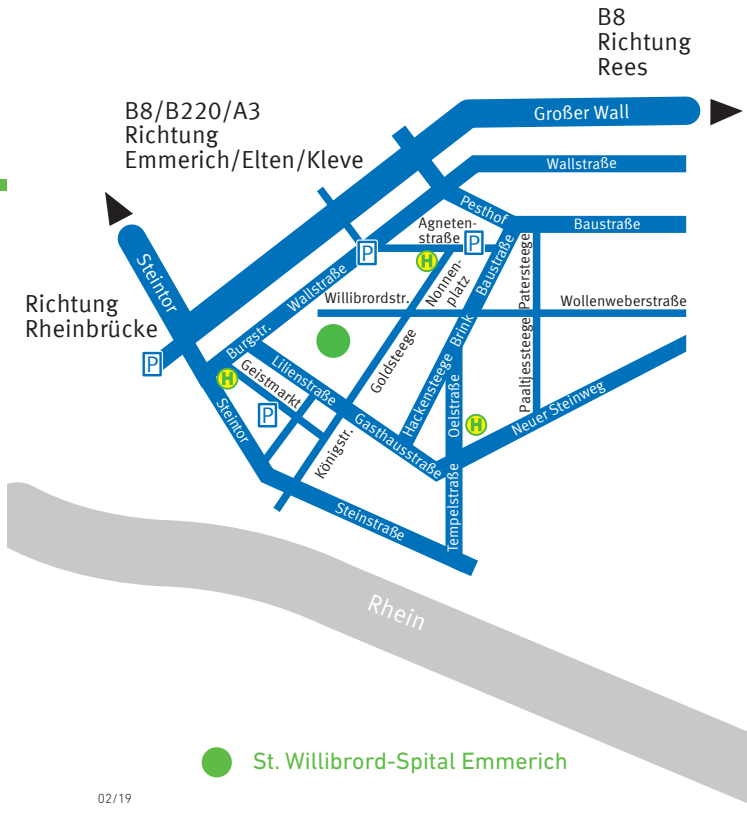 B8
Richtung
Rees
Großer Wall
B8/B220/A3
Richtung
Emmerich/Elten/Kleve
Wallstraße
Pesthof
Baustraße
Agneten-
straße
P
H
P
Nonnen-
platz
Baustraße
Patersteege
Steintor
Wallstraße
Willibrordstr.
Wollenweberstraße
Richtung
Rheinbrücke
P
Burgstr.
Lilienstraße
Goldsteege
Brink
Paaltjessteege
H
Geistmarkt
P
Hackensteege
Oelstraße
H
Neuer Steinweg
Steintor
Gasthausstraße
Königstr.
Tempelstraße
Steinstraße
Rhein
St. Willibrord-Spital Emmerich
02/19